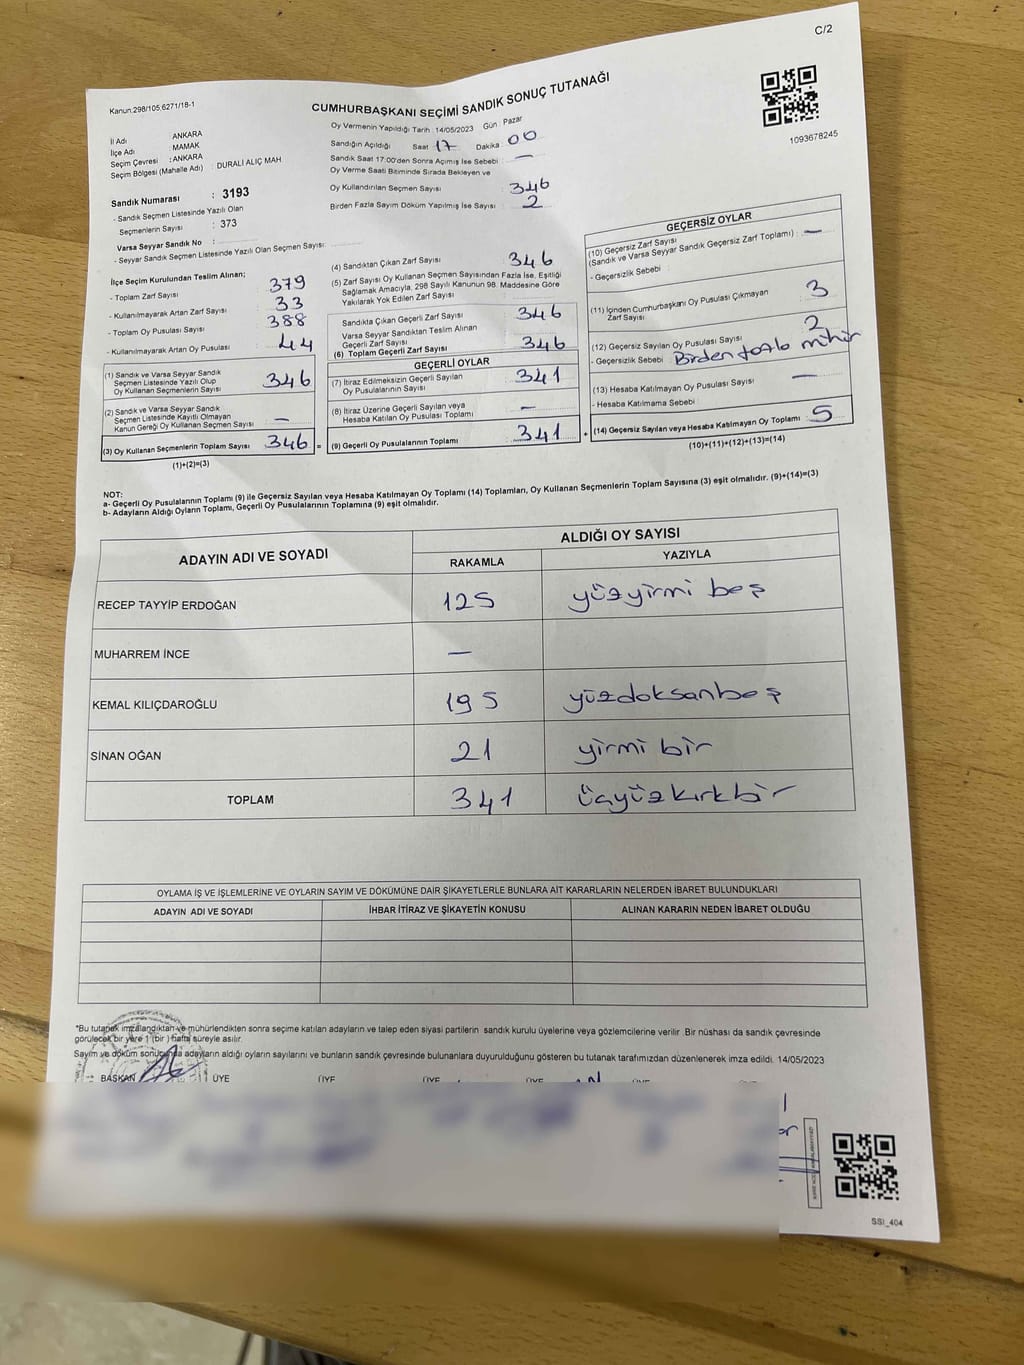 C/2
Kanun.298/105.6271/18-1
CUMHURBAŞKANI SEÇİMİ SANDIK SONUÇ TUTANAĞI
1093678245
İl Adı : ANKARA
İlçe Adı : MAMAK
Seçim Çevresi : ANKARA
Seçim Bölgesi (Mahalle Adı) : DURALİ ALIÇ MAH
Sandık Numarası : 3193
- Sandık Seçmen Listesinde Yazılı Olan
Seçmenlerin Sayısı : 373
Varsa Seyyar Sandık No :
- Seyyar Sandık Seçmen Listesinde Yazılı Olan Seçmen Sayısı:
Oy Vermenin Yapıldığı Tarih : 14/05/2023 Gün : Pazar
Sandığın Açıldığı Saat 17 Dakika 00
Sandık Saat 17:00'den Sonra Açılmış İse Sebebi : —
Oy Verme Saati Bitiminde Sırada Bekleyen ve
Oy Kullandırılan Seçmen Sayısı 346
Birden Fazla Sayım Döküm Yapılmış İse Sayısı 2
İlçe Seçim Kurulundan Teslim Alınan;
- Toplam Zarf Sayısı 379
- Kullanılmayarak Artan Zarf Sayısı 33
- Toplam Oy Pusulası Sayısı 388
- Kullanılmayarak Artan Oy Pusulası 44
(1) Sandık ve Varsa Seyyar Sandık
Seçmen Listesinde Yazılı Olup
Oy Kullanan Seçmenlerin Sayısı 346
(2) Sandık ve Varsa Seyyar Sandık
Seçmen Listesinde Kayıtlı Olmayan
Kanun Gereği Oy Kullanan Seçmen Sayısı —
(3) Oy Kullanan Seçmenlerin Toplam Sayısı 346 =
(1)+(2)=(3)
(4) Sandıktan Çıkan Zarf Sayısı 346
(5) Zarf Sayısı Oy Kullanan Seçmen Sayısından Fazla İse, Eşitliği
Sağlamak Amacıyla, 298 Sayılı Kanunun 98. Maddesine Göre
Yakılarak Yok Edilen Zarf Sayısı
Sandıkta Çıkan Geçerli Zarf Sayısı 346
Varsa Seyyar Sandıktan Teslim Alınan
Geçerli Zarf Sayısı
(6) Toplam Geçerli Zarf Sayısı 346
GEÇERLİ OYLAR
(7) İtiraz Edilmeksizin Geçerli Sayılan
Oy Pusulalarının Sayısı 341
(8) İtiraz Üzerine Geçerli Sayılan veya
Hesaba Katılan Oy Pusulası Toplamı —
(9) Geçerli Oy Pusulalarının Toplamı 341 +
GEÇERSİZ OYLAR
(10) Geçersiz Zarf Sayısı
(Sandık ve Varsa Seyyar Sandık Geçersiz Zarf Toplamı) : —
- Geçersizlik Sebebi :
(11) İçinden Cumhurbaşkanı Oy Pusulası Çıkmayan
Zarf Sayısı 3
(12) Geçersiz Sayılan Oy Pusulası Sayısı 2
- Geçersizlik Sebebi Birden fazla mühür
(13) Hesaba Katılmayan Oy Pusulası Sayısı —
- Hesaba Katılmama Sebebi
(14) Geçersiz Sayılan veya Hesaba Katılmayan Oy Toplamı 5
(10)+(11)+(12)+(13)=(14)
NOT:
a- Geçerli Oy Pusulalarının Toplamı (9) ile Geçersiz Sayılan veya Hesaba Katılmayan Oy Toplamı (14) Toplamları, Oy Kullanan Seçmenlerin Toplam Sayısına (3) eşit olmalıdır. (9)+(14)=(3)
b- Adayların Aldığı Oyların Toplamı, Geçerli Oy Pusulalarının Toplamına (9) eşit olmalıdır.
ADAYIN ADI VE SOYADI ALDIĞI OY SAYISI
RAKAMLA YAZIYLA
RECEP TAYYİP ERDOĞAN 125 yüzyirmi beş
MUHARREM İNCE —
KEMAL KILIÇDAROĞLU 195 yüzdoksanbeş
SİNAN OĞAN 21 yirmi bir
TOPLAM 341 üçyüzkırkbir
OYLAMA İŞ VE İŞLEMLERİNE VE OYLARIN SAYIM VE DÖKÜMÜNE DAİR ŞİKAYETLERLE BUNLARA AİT KARARLARIN NELERDEN İBARET BULUNDUKLARI
ADAYIN ADI VE SOYADI İHBAR İTİRAZ VE ŞİKAYETİN KONUSU ALINAN KARARIN NEDEN İBARET OLDUĞU
*Bu tutanak imzalandıktan ve mühürlendikten sonra seçime katılan adayların ve talep eden siyasi partilerin sandık kurulu üyelerine veya gözlemcilerine verilir .Bir nüshası da sandık çevresinde
görülecek bir yere 1 (bir ) hafta süreyle asılır.
Sayım ve döküm sonucunda adayların aldığı oyların sayılarını ve bunların sandık çevresinde bulunanlara duyurulduğunu gösteren bu tutanak tarafımızdan düzenlenerek imza edildi. 14/05/2023
BAŞKAN ÜYE ÜYE ÜYE ÜYE ÜYE ÜYE
SSI_404